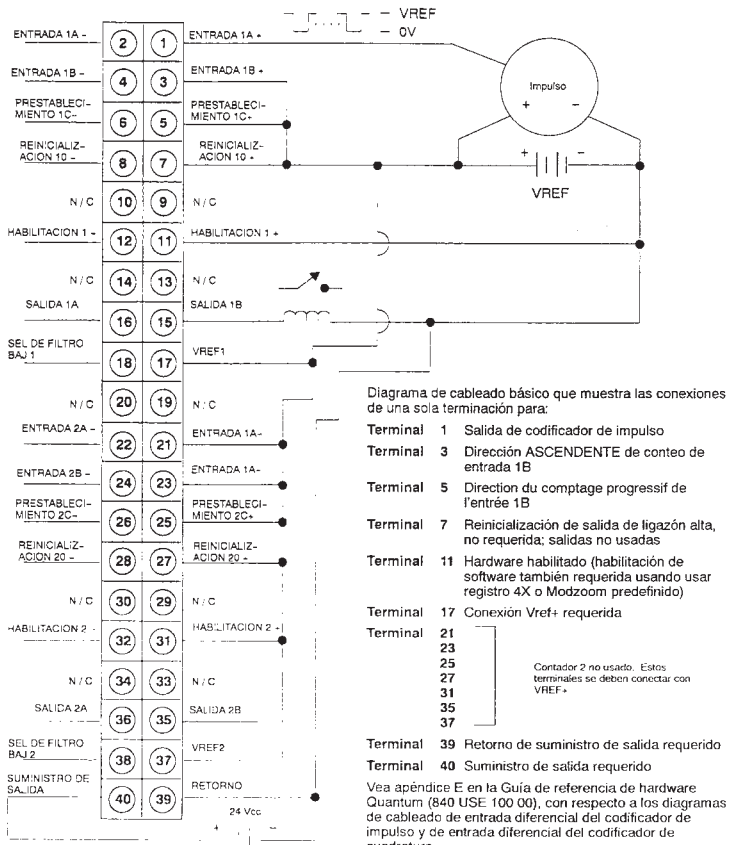 VREF
0V
ENTRADA 1A -
2
1
ENTRADA 1A +
ENTRADA 1B -
4
3
ENTRADA 1B +
Impulso
+ -
PRESTABLECI-
MIENTO 1C-
6
5
PRESTABLECI-
MIENTO 1C+
REINICIALIZ-
ACION 10 -
8
7
REINICIALIZ-
ACION 10 +
+ -
VREF
N/C
10
9
N/C
HABILITACION 1 -
12
11
HABILITACION 1 +
N/C
14
13
N/C
SALIDA 1A
16
15
SALIDA 1B
SEL DE FILTRO
BAJ 1
18
17
VREF1
N/C
20
19
N/C
ENTRADA 2A -
22
21
ENTRADA 1A-
ENTRADA 2B -
24
23
ENTRADA 1A-
PRESTABLECI-
MIENTO 2C-
26
25
PRESTABLECI-
MIENTO 2C+
REINICIALIZ-
ACION 20 -
28
27
REINICIALIZ-
ACION 20 +
N/C
30
29
N/C
HABILITACION 2 -
32
31
HABILITACION 2 +
N/C
34
33
N/C
SALIDA 2A
36
35
SALIDA 2B
SEL DE FILTRO
BAJ 2
38
37
VREF2
SUMINISTRO DE
SALIDA
40
39
RETORNO
24 Vcc
+ -
Diagrama de cableado básico que muestra las conexiones
de una sola terminación para:
Terminal 1 Salida de codificador de impulso
Terminal 3 Dirección ASCENDENTE de conteo de
entrada 1B
Terminal 5 Direction du comptage progressif de
l'entrée 1B
Terminal 7 Reinicialización de salida de ligazón alta,
no requerida; salidas no usadas
Terminal 11 Hardware habilitado (habilitación de
software también requerida usando usar
registro 4X o Modzoom predefinido)
Terminal 17 Conexión Vref+ requerida
Terminal 21
23
25
27
31
35
37
Contador 2 no usado. Estos
terminales se deben conectar con
VREF+
Terminal 39 Retorno de suministro de salida requerido
Terminal 40 Suministro de salida requerido
Vea apéndice E en la Guía de referencia de hardware
Quantum (840 USE 100 00), con respecto a los diagramas
de cableado de entrada diferencial del codificador de
impulso y de entrada diferencial del codificador de